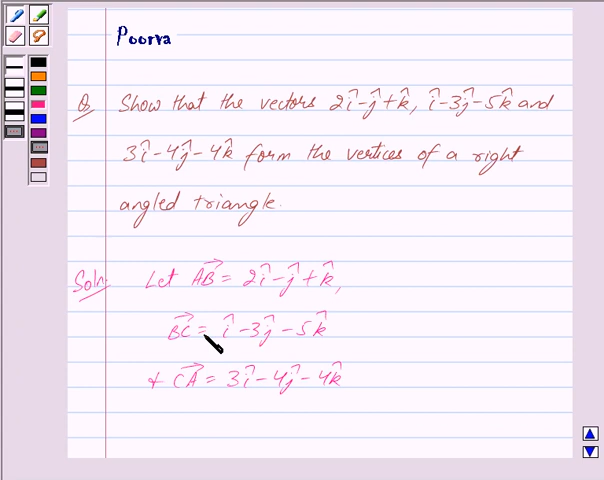 Poorva
Q. Show that the vectors 2î-ĵ+k̂, î-3ĵ-5k̂ and
3î-4ĵ-4k̂ form the vertices of a right
angled triangle.
Soln: Let AB⃗ = 2î-ĵ+k̂,
BC⃗ = î-3ĵ-5k̂
+ CA⃗ = 3î-4ĵ-4k̂